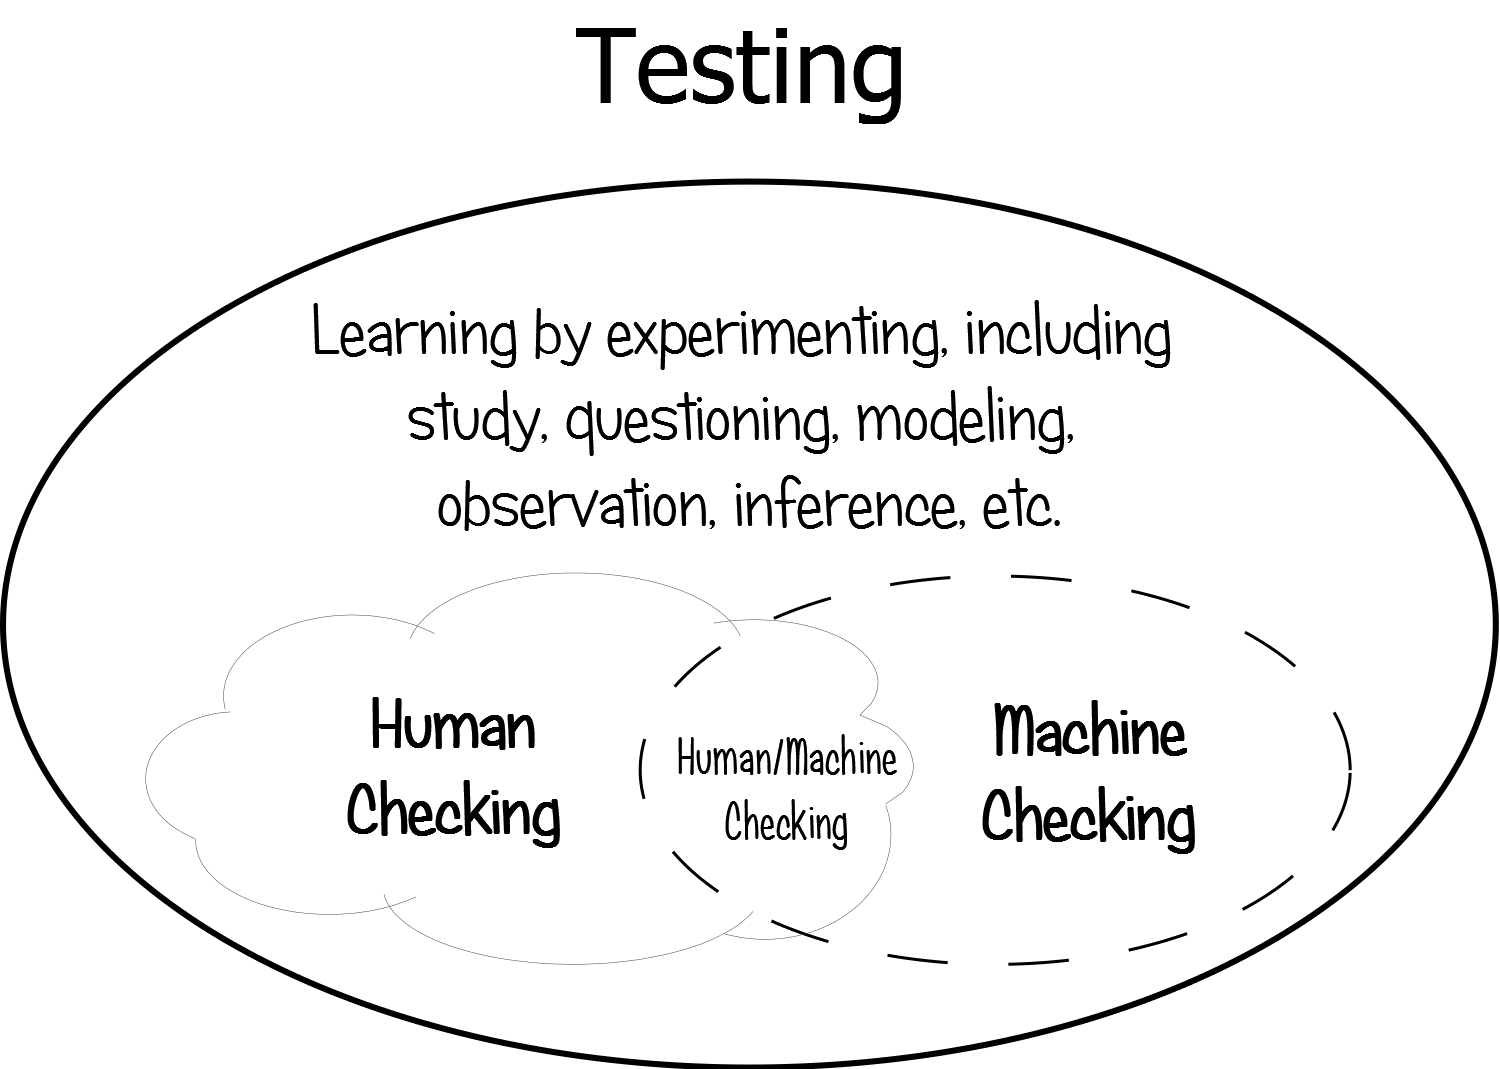 Testing
Learning by experimenting, including
study, questioning, modeling,
observation, inference, etc.
Human
Checking
Human/Machine
Checking
Machine
Checking